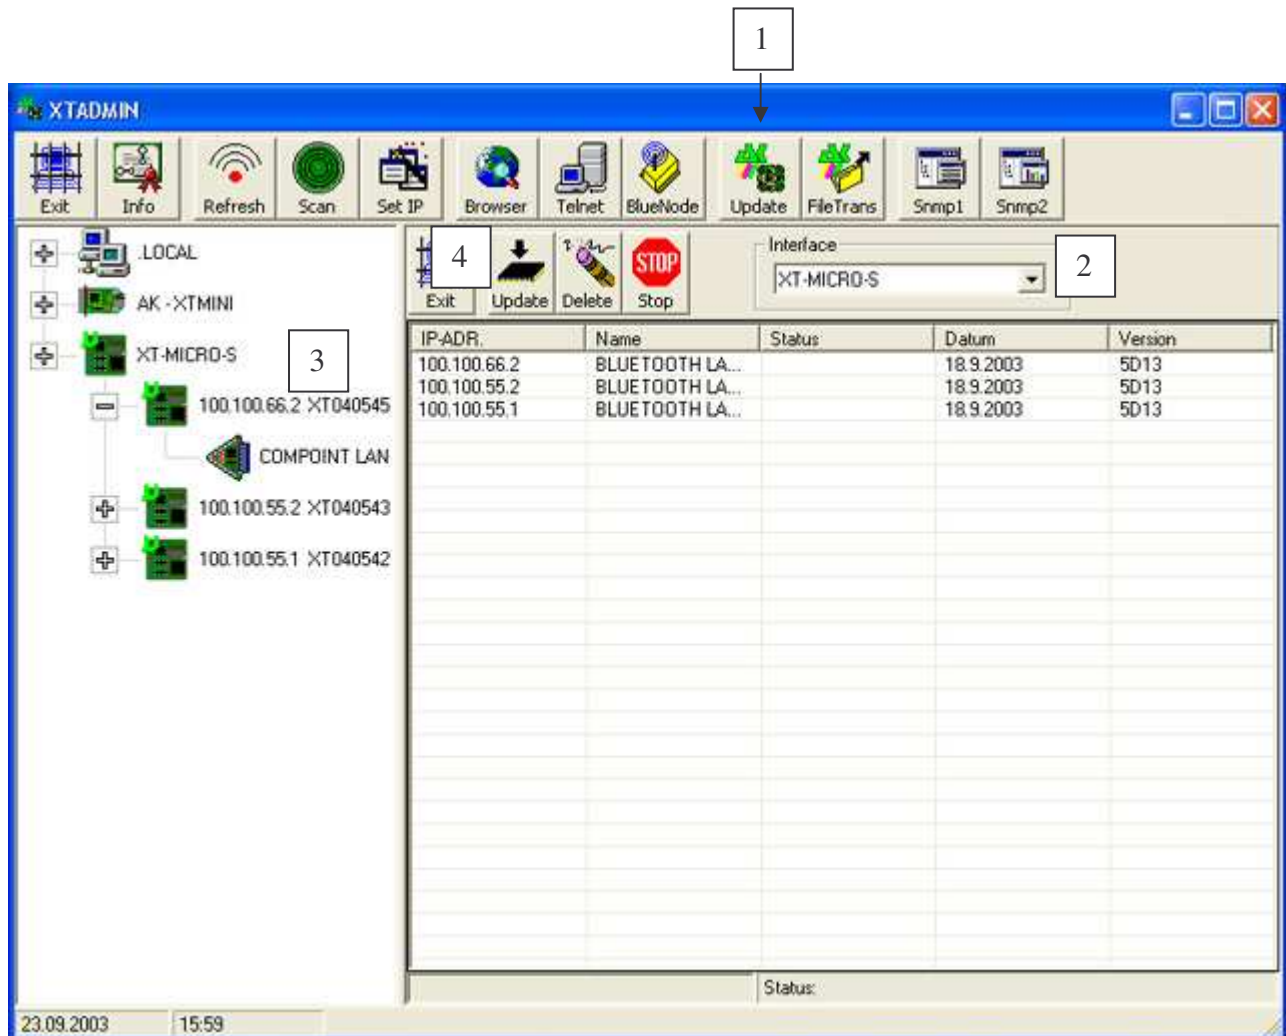 1
XTADMIN
Exit Info Refresh Scan Set IP Browser Telnet BlueNode Update FileTrans Snmp1 Snmp2
.LOCAL
AK -XTMINI
XT-MICRO-S
3
100.100.66.2 XT040545
COMPOINT LAN
100.100.55.2 XT040543
100.100.55.1 XT040542
4
Exit Update Delete STOP Stop
Interface
XT-MICRO-S
2
IP-ADR. Name Status Datum Version
100.100.66.2 BLUETOOTH LA... 18.9.2003 5D13
100.100.55.2 BLUETOOTH LA... 18.9.2003 5D13
100.100.55.1 BLUETOOTH LA... 18.9.2003 5D13
Status:
23.09.2003 15:59